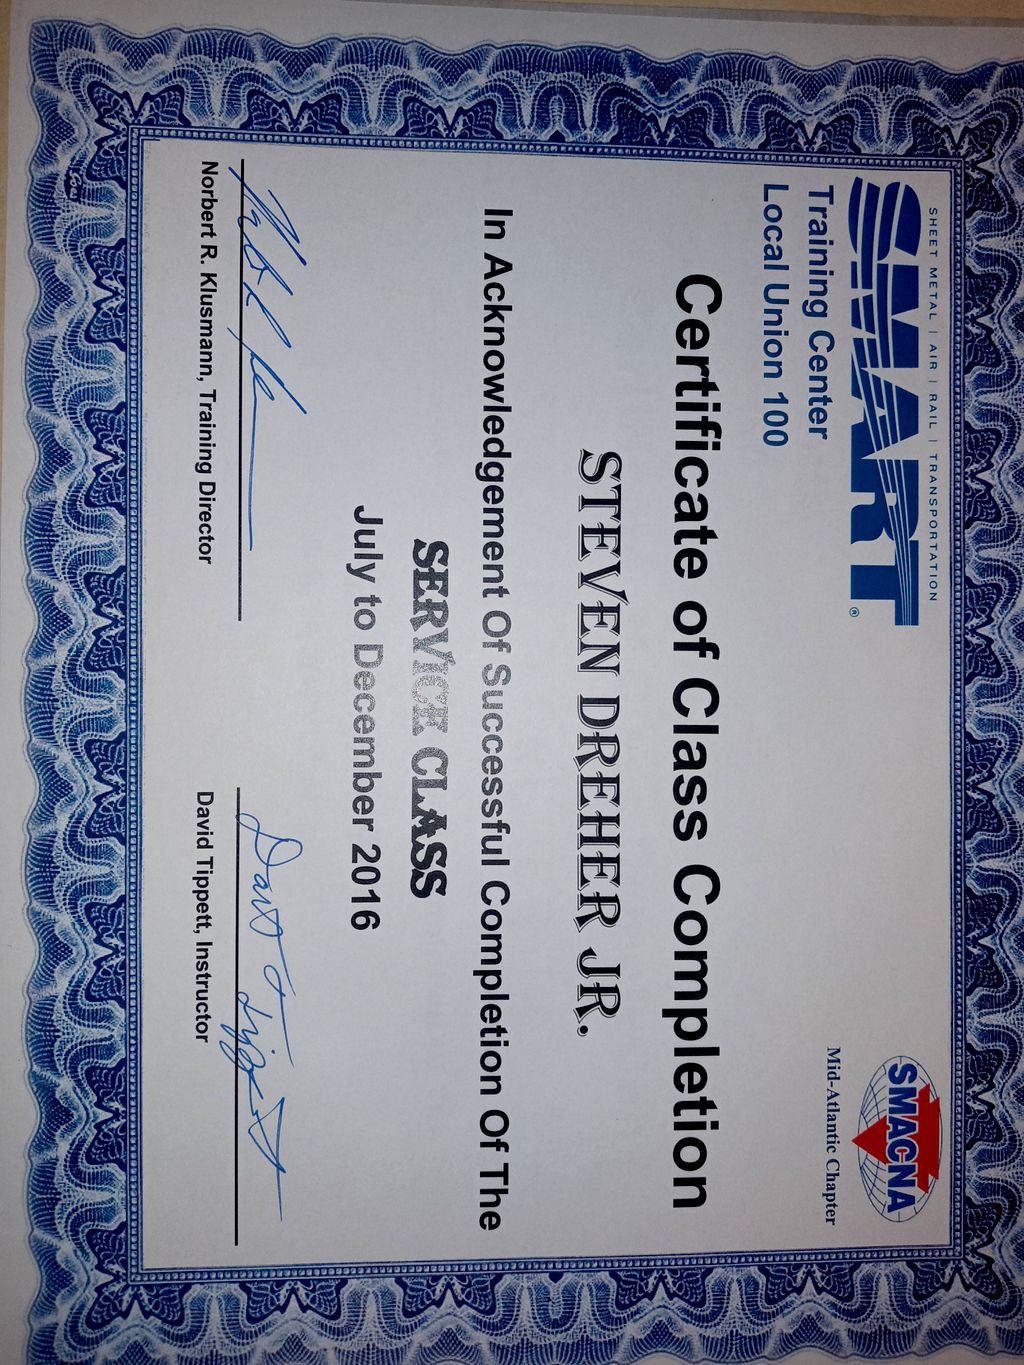 SHEET METAL | AIR | RAIL | TRANSPORTATION
SMART®
Training Center
Local Union 100
SMACNA
Mid-Atlantic Chapter
Certificate of Class Completion
STEVEN DREHER JR.
In Acknowledgement Of Successful Completion Of The
SERVICE CLASS
July to December 2016
David F Tippett
Norbert R. Klusmann, Training Director
David Tippett, Instructor